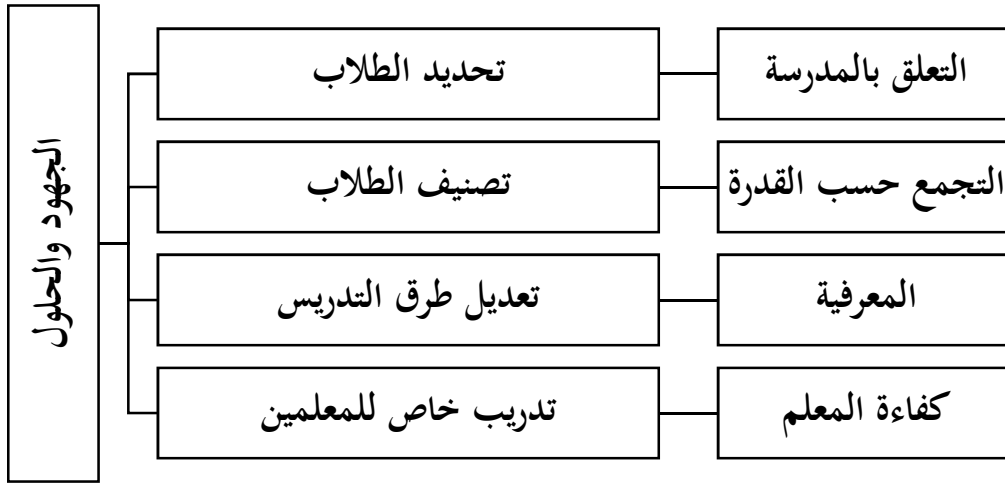 التعلق بالمدرسة
تحديد الطلاب
التجمع حسب القدرة
تصنيف الطلاب
المعرفية
تعديل طرق التدريس
كفاءة المعلم
تدريب خاص للمعلمين
الجهود والحلول